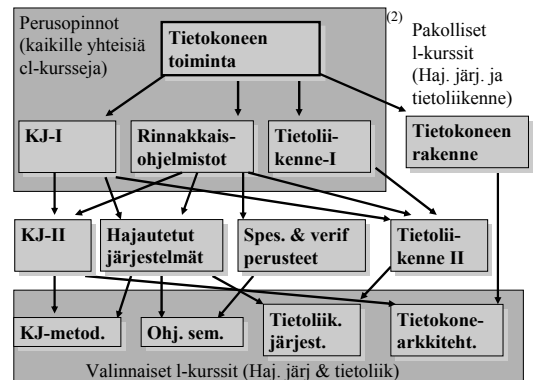 Perusopinnot
(kaikille yhteisiä
cl-kursseja)
Tietokoneen
toiminta
(2)
Pakolliset
l-kurssit
(Haj. järj. ja
tietoliikenne)
KJ-I
Rinnakkais-
ohjelmistot
Tietolii-
kenne-I
Tietokoneen
rakenne
KJ-II
Hajautetut
järjestelmät
Spes. & verif
perusteet
Tietolii-
kenne II
KJ-metod.
Ohj. sem.
Tietoliik.
järjest.
Tietokone-
arkkiteht.
Valinnaiset l-kurssit (Haj. järj & tietoliik)